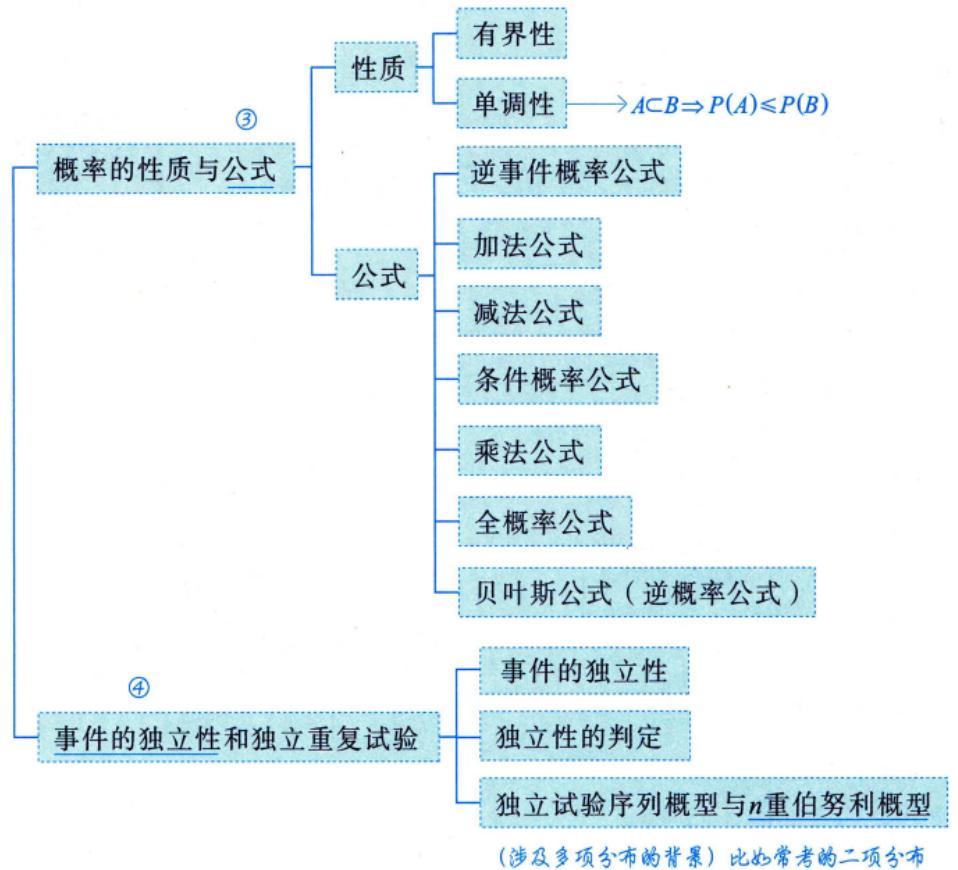 有界性
性质
单调性 → A⊂B⇒P(A)≤P(B)
③
概率的性质与公式
逆事件概率公式
加法公式
公式
减法公式
条件概率公式
乘法公式
全概率公式
贝叶斯公式（逆概率公式）
④
事件的独立性和独立重复试验
事件的独立性
独立性的判定
独立试验序列概型与n重伯努利概型
(涉及多项分布的背景) 比如常考的二项分布